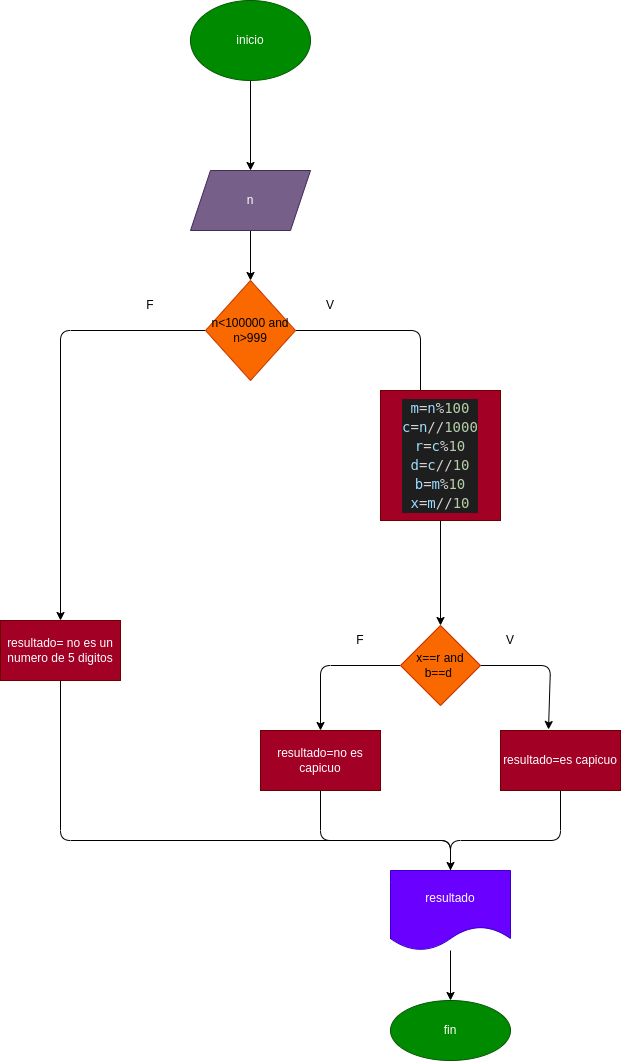 inicio
n
F
V
n<100000 and
n>999
m=n%100
c=n//1000
r=c%10
d=c//10
b=m%10
x=m//10
resultado= no es un
numero de 5 digitos
F
V
x==r and
b==d
resultado=no es
capicuo
resultado=es capicuo
resultado
fin